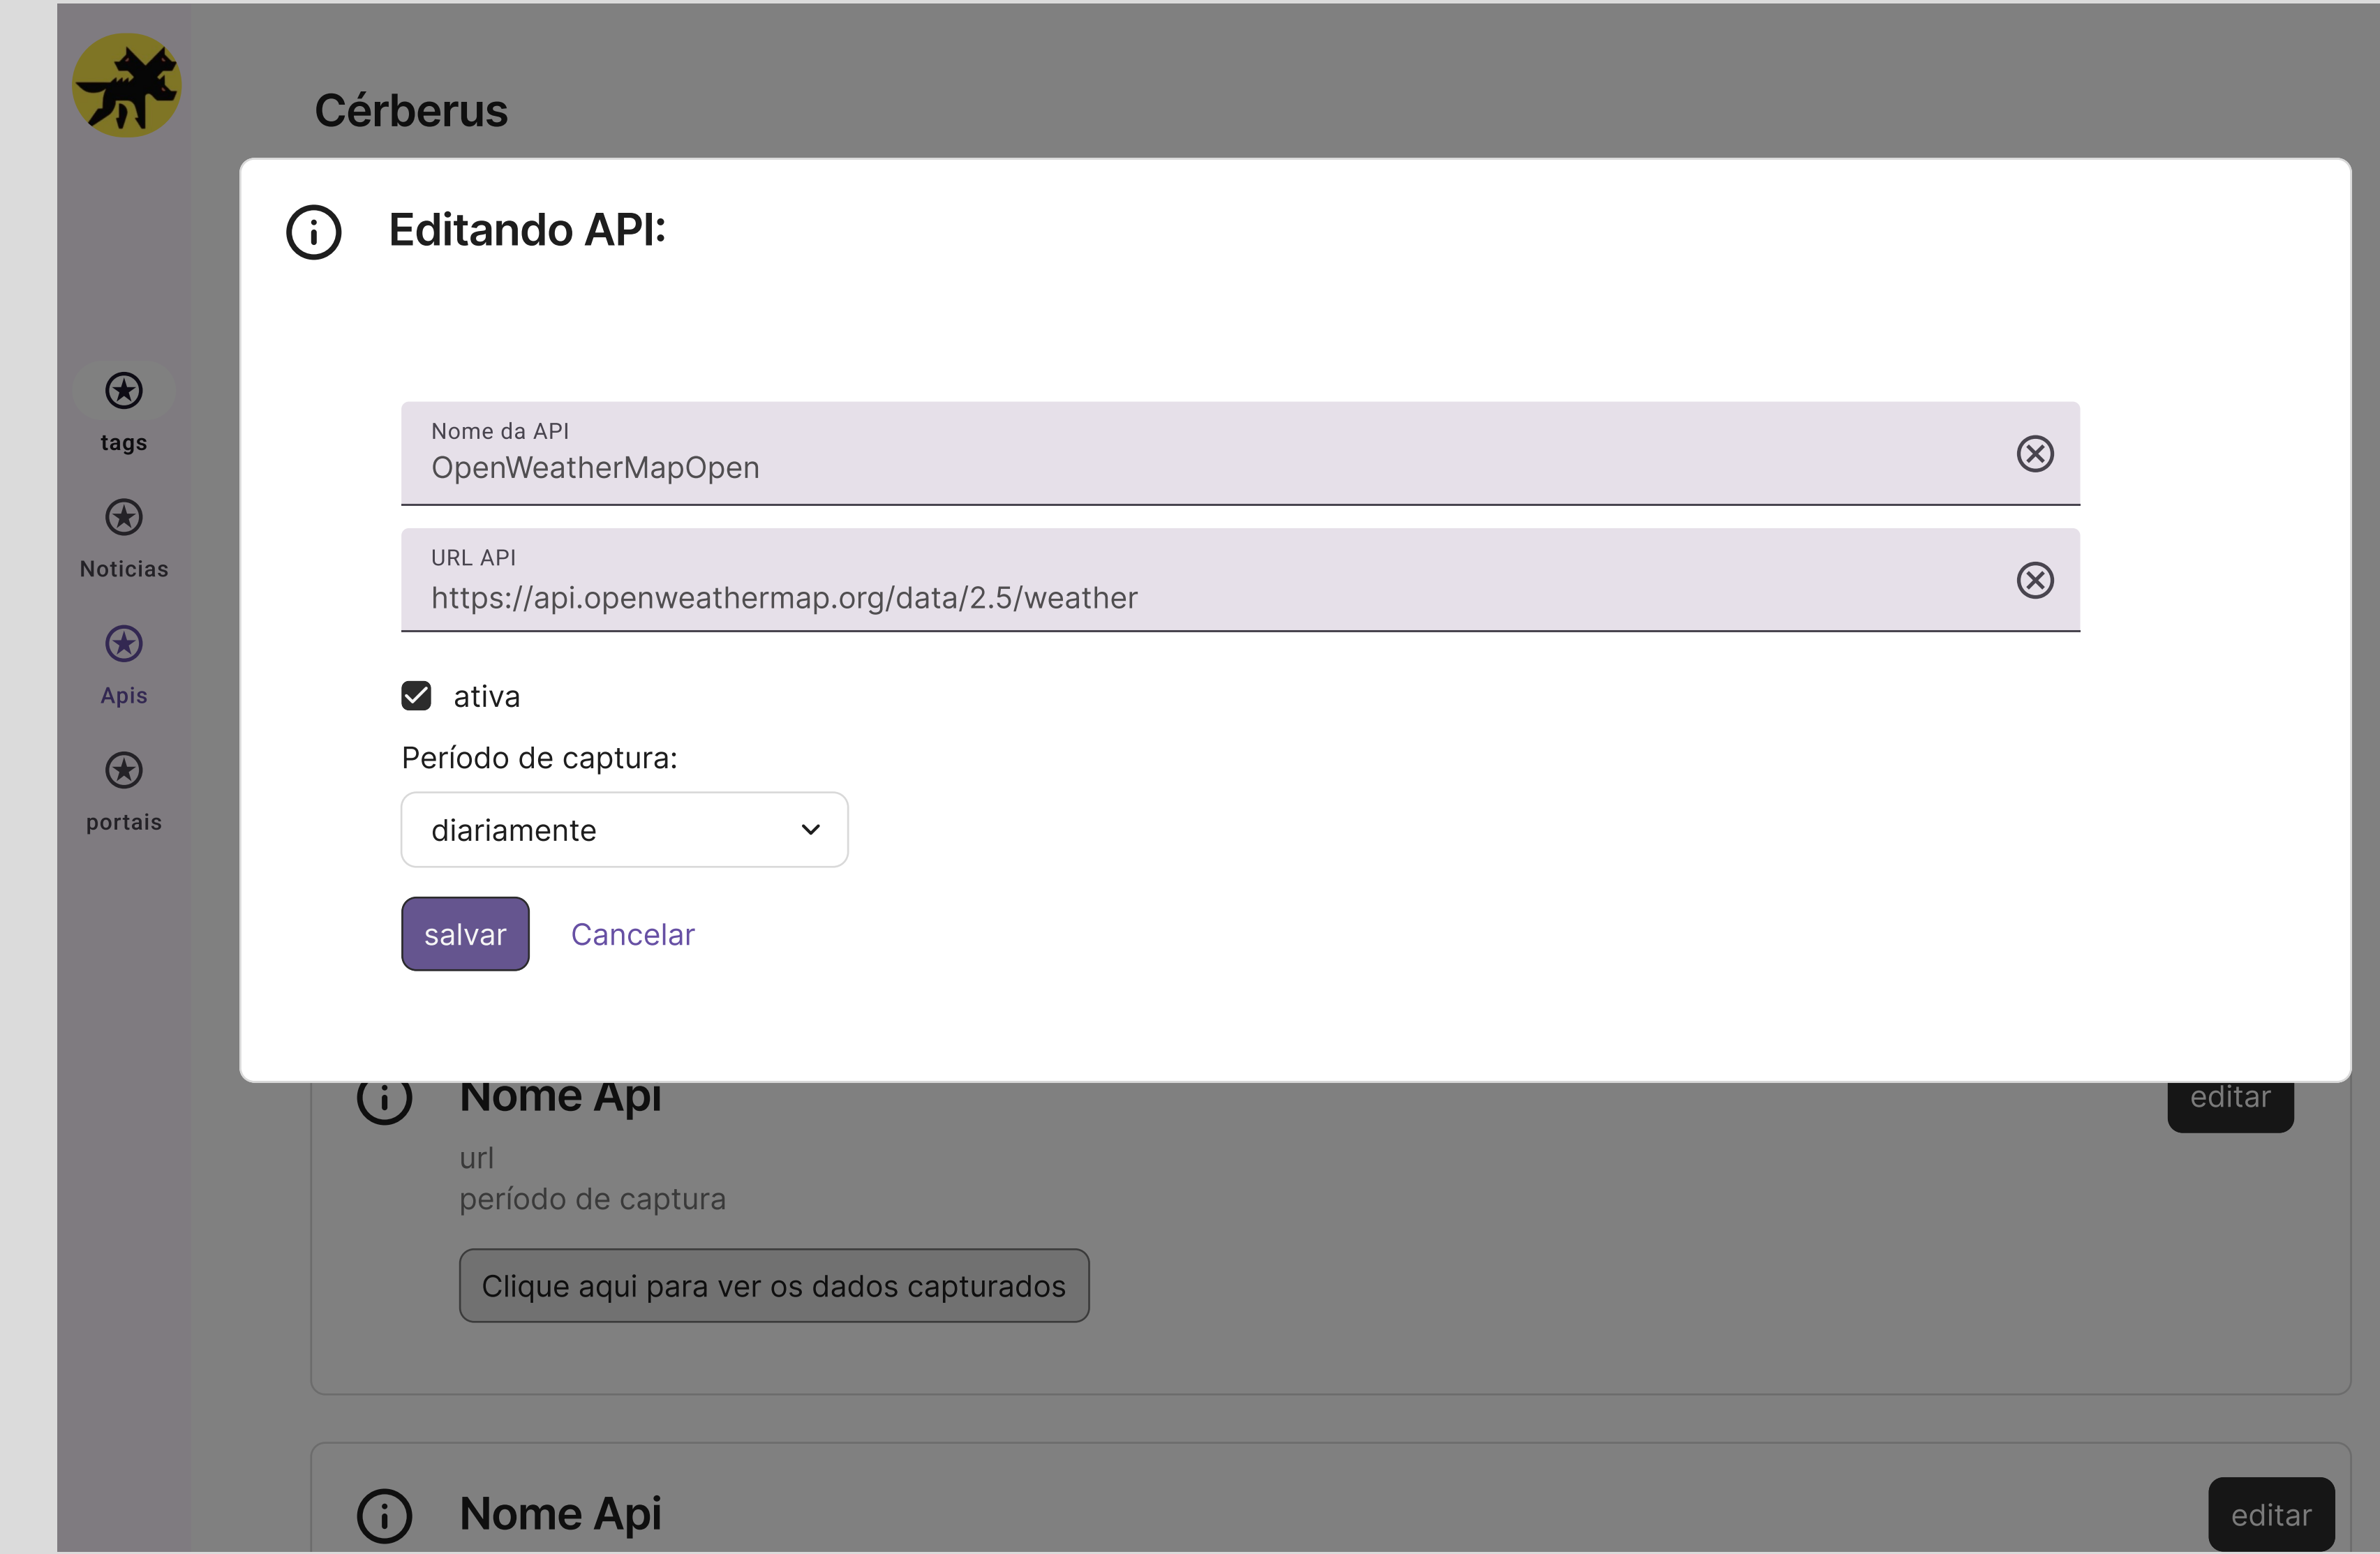 Cérberus
Editando API:
tags
Noticias
Apis
portais
Nome da API
OpenWeatherMapOpen
URL API
https://api.openweathermap.org/data/2.5/weather
ativa
Período de captura:
diariamente
salvar
Cancelar
Nome Api
editar
url
período de captura
Clique aqui para ver os dados capturados
Nome Api
editar